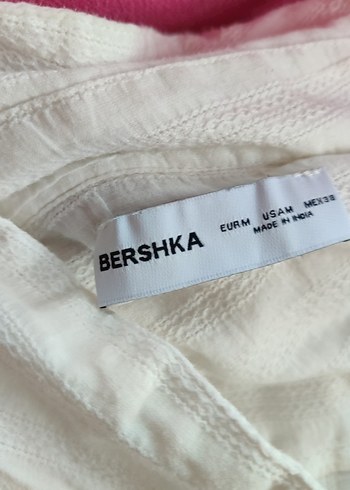 BERSHKA
EUR M USA M MEX 28
MADE IN INDIA